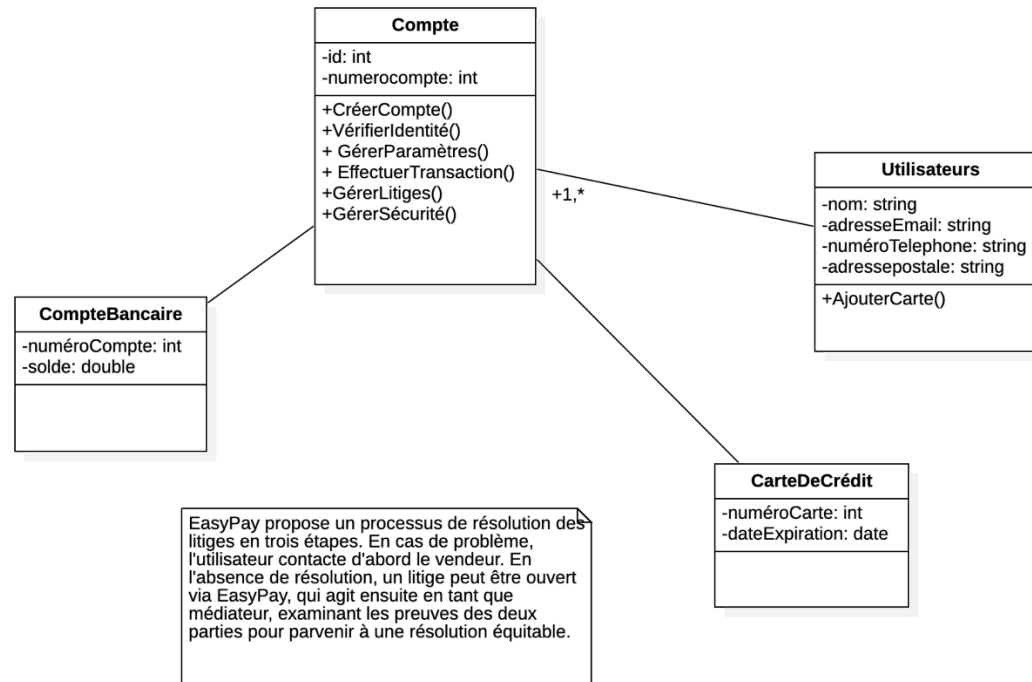 Compte
-id: int
-numerocompte: int
+CréerCompte()
+VérifierIdentité()
+ GérerParamètres()
+ EffectuerTransaction()
+GérerLitiges()
+GérerSécurité()
+1,*
Utilisateurs
-nom: string
-adresseEmail: string
-numéroTelephone: string
-adressepostale: string
+AjouterCarte()
CompteBancaire
-numéroCompte: int
-solde: double
CarteDeCrédit
-numéroCarte: int
-dateExpiration: date
EasyPay propose un processus de résolution des
litiges en trois étapes. En cas de problème,
l'utilisateur contacte d'abord le vendeur. En
l'absence de résolution, un litige peut être ouvert
via EasyPay, qui agit ensuite en tant que
médiateur, examinant les preuves des deux
parties pour parvenir à une résolution équitable.